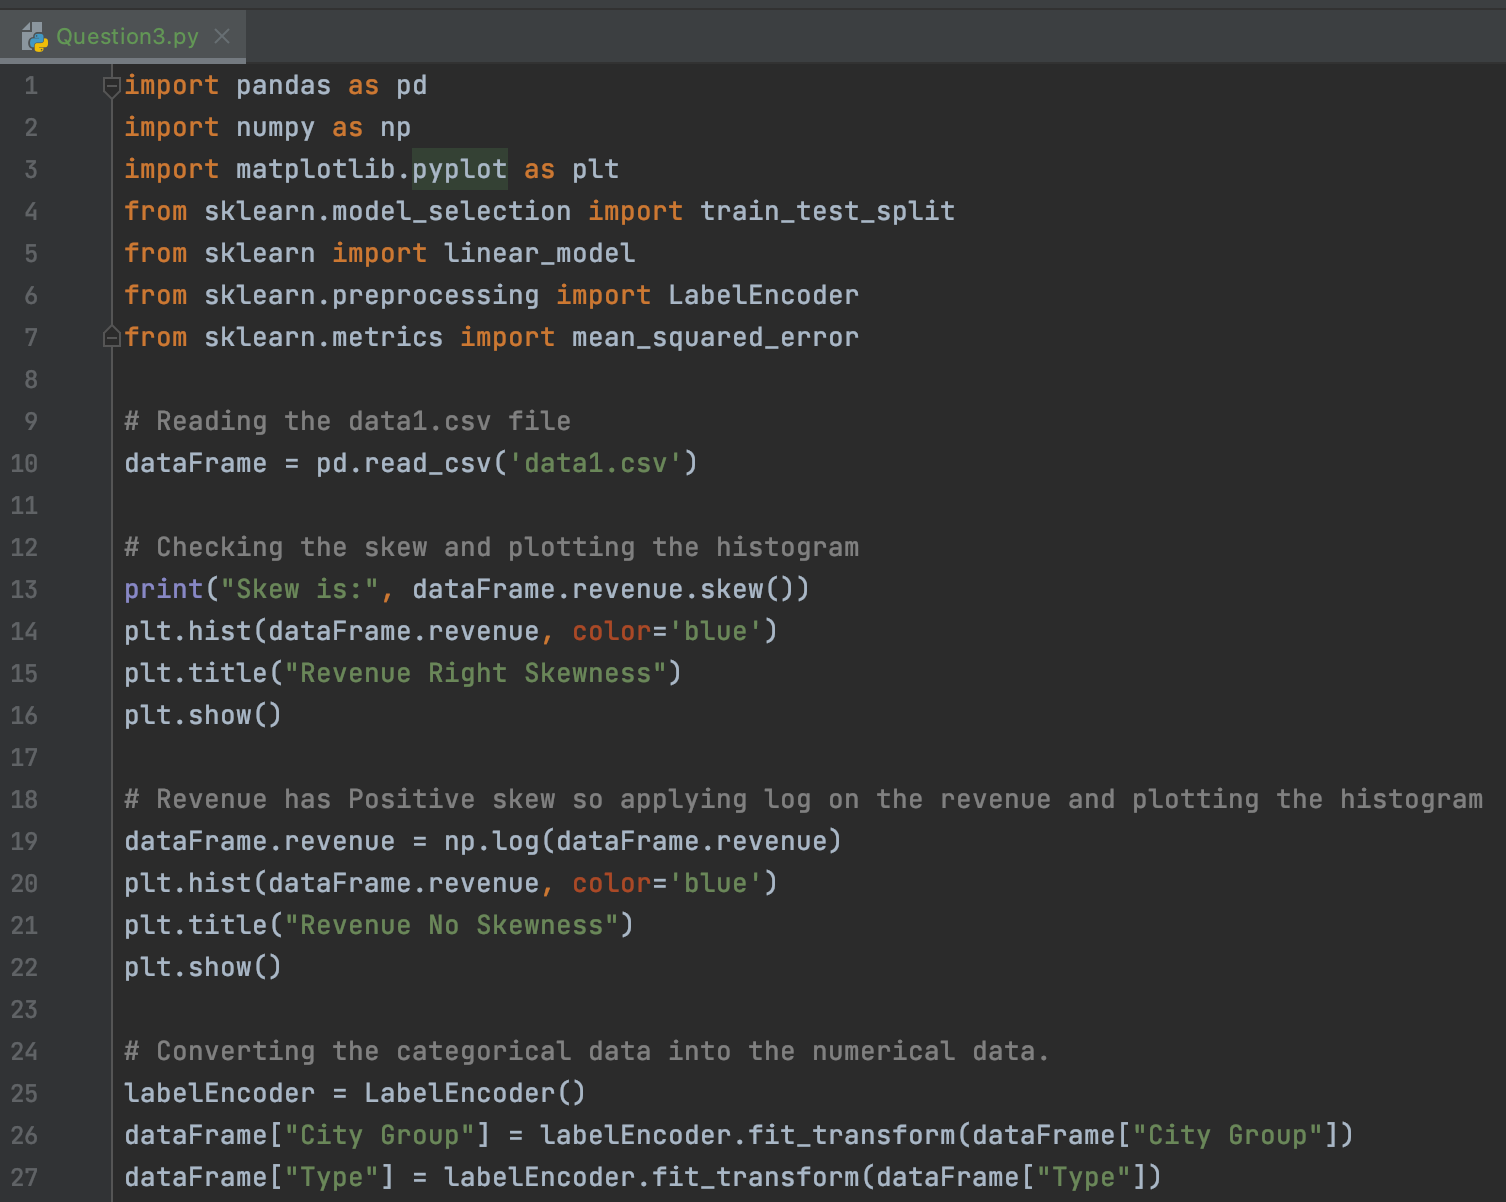 Question3.py
1 import pandas as pd
2 import numpy as np
3 import matplotlib.pyplot as plt
4 from sklearn.model_selection import train_test_split
5 from sklearn import linear_model
6 from sklearn.preprocessing import LabelEncoder
7 from sklearn.metrics import mean_squared_error
8
9 # Reading the data1.csv file
10 dataFrame = pd.read_csv('data1.csv')
11
12 # Checking the skew and plotting the histogram
13 print("Skew is:", dataFrame.revenue.skew())
14 plt.hist(dataFrame.revenue, color='blue')
15 plt.title("Revenue Right Skewness")
16 plt.show()
17
18 # Revenue has Positive skew so applying log on the revenue and plotting the histogram
19 dataFrame.revenue = np.log(dataFrame.revenue)
20 plt.hist(dataFrame.revenue, color='blue')
21 plt.title("Revenue No Skewness")
22 plt.show()
23
24 # Converting the categorical data into the numerical data.
25 labelEncoder = LabelEncoder()
26 dataFrame["City Group"] = labelEncoder.fit_transform(dataFrame["City Group"])
27 dataFrame["Type"] = labelEncoder.fit_transform(dataFrame["Type"])